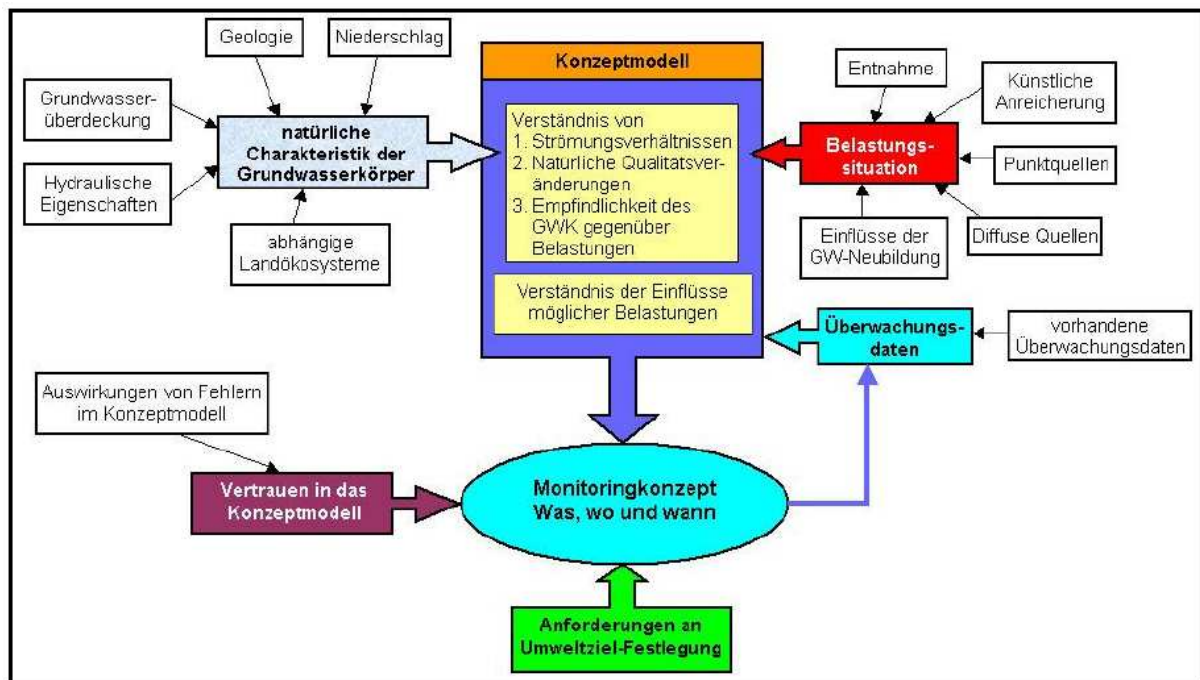 Geologie
Niederschlag
Grundwasser-
überdeckung
Hydraulische
Eigenschaften
natürliche
Charakteristik der
Grundwasserkörper
abhängige
Landökosysteme
Konzeptmodell
Verständnis von
1. Strömungsverhältnissen
2. Natürliche Qualitätsver-
änderungen
3. Empfindlichkeit des
GWK gegenüber
Belastungen
Verständnis der Einflüsse
möglicher Belastungen
Entnahme
Künstliche
Anreicherung
Belastungs-
situation
Punktquellen
Einflüsse der
GW-Neubildung
Diffuse Quellen
Überwachungs-
daten
vorhandene
Überwachungsdaten
Auswirkungen von Fehlern
im Konzeptmodell
Vertrauen in das
Konzeptmodell
Monitoringkonzept
Was, wo und wann
Anforderungen an
Umweltziel-Festlegung